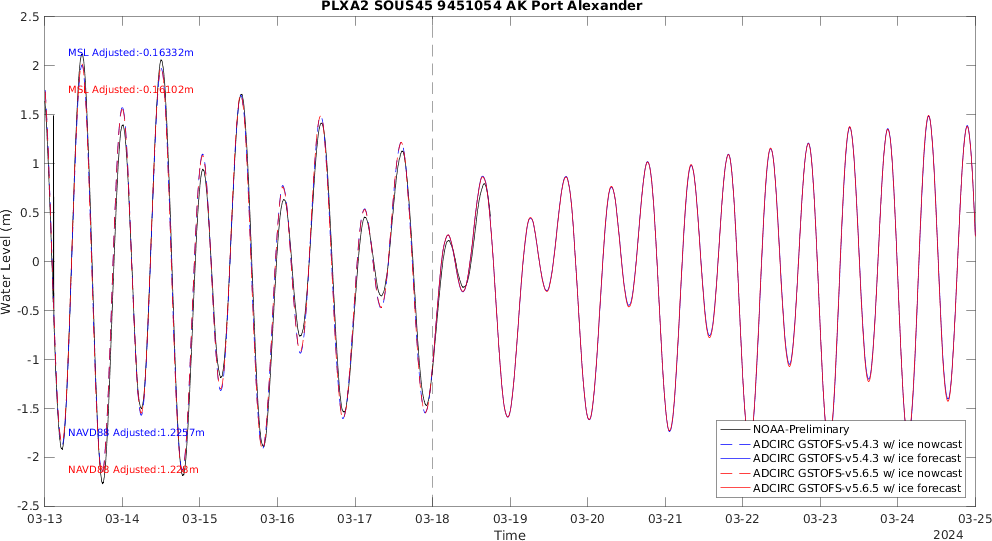 PLXA2 SOUS45 9451054 AK Port Alexander
2.5
2
1.5
1
0.5
0
-0.5
-1
-1.5
-2
-2.5
Water Level (m)
MSL Adjusted:-0.16332m
MSL Adjusted:-0.16102m
NAVD88 Adjusted:1.2257m
NAVD88 Adjusted:1.228m
NOAA-Preliminary
ADCIRC GSTOFS-v5.4.3 w/ ice nowcast
ADCIRC GSTOFS-v5.4.3 w/ ice forecast
ADCIRC GSTOFS-v5.6.5 w/ ice nowcast
ADCIRC GSTOFS-v5.6.5 w/ ice forecast
03-13 03-14 03-15 03-16 03-17 03-18 03-19 03-20 03-21 03-22 03-23 03-24 03-25
Time
2024